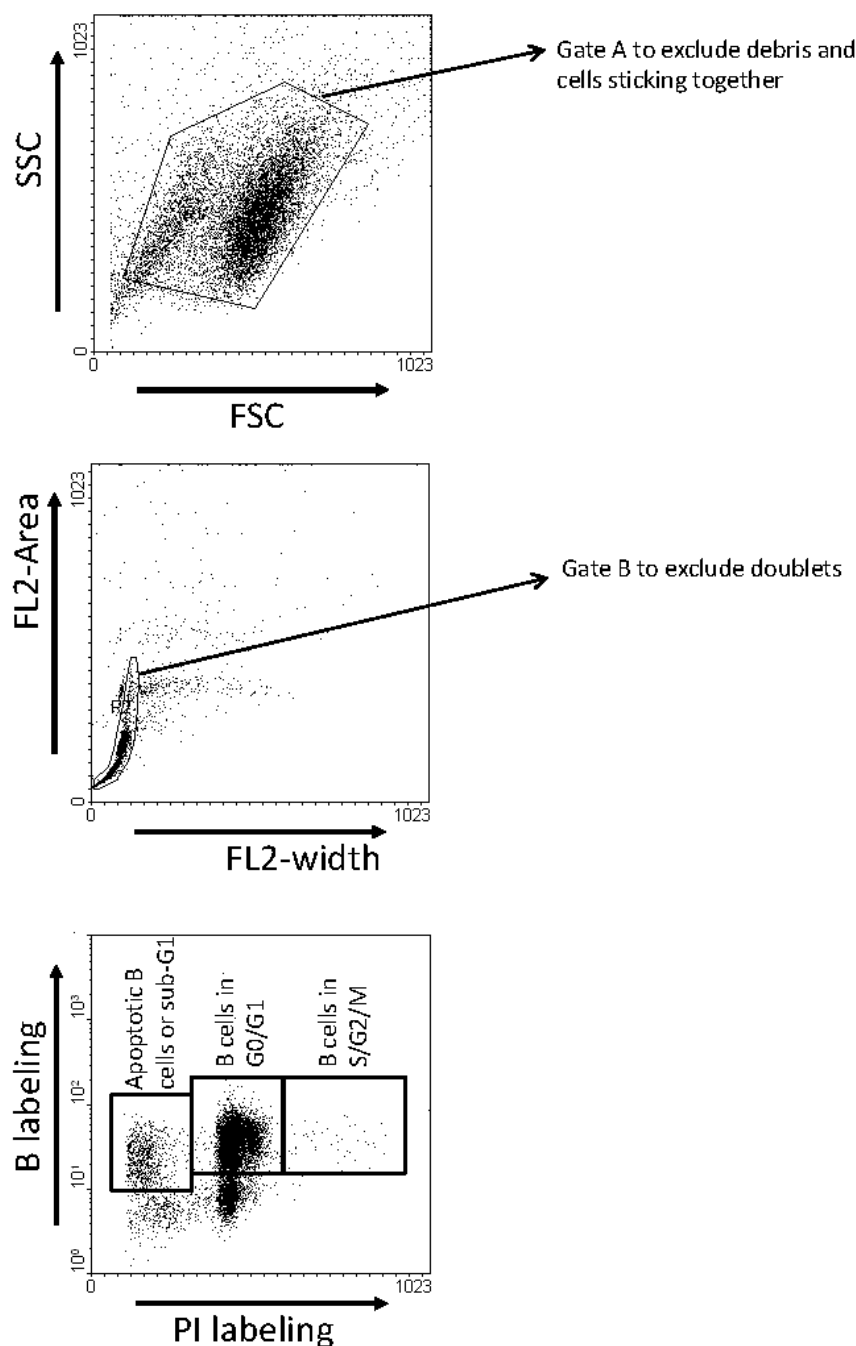 1023
SSC
0
0
1023
FSC
Gate A to exclude debris and
cells sticking together
1023
FL2-Area
0
0
1023
FL2-width
Gate B to exclude doublets
B labeling
10³
10²
10¹
10⁰
Apoptotic B
cells or sub-G1
B cells in
G0/G1
B cells in
S/G2/M
0
1023
PI labeling